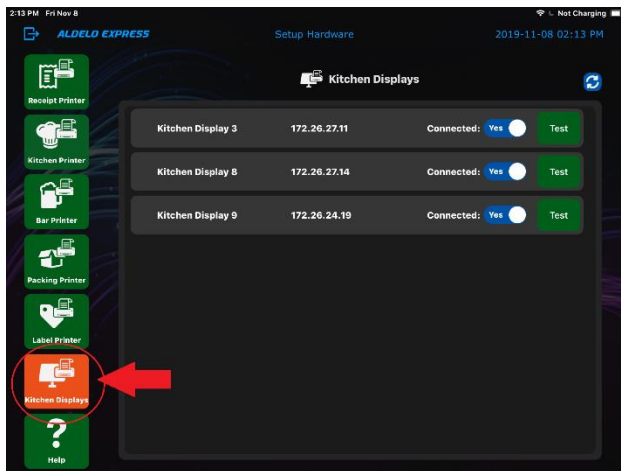 2:13 PM Fri Nov 8 Not Charging
ALDELO EXPRESS Setup Hardware 2019-11-08 02:13 PM
Kitchen Displays
Receipt Printer
Kitchen Display 3 172.26.27.11 Connected: Yes Test
Kitchen Printer
Kitchen Display 8 172.26.27.14 Connected: Yes Test
Kitchen Display 9 172.26.24.19 Connected: Yes Test
Bar Printer
Packing Printer
Label Printer
Kitchen Displays
?
Help